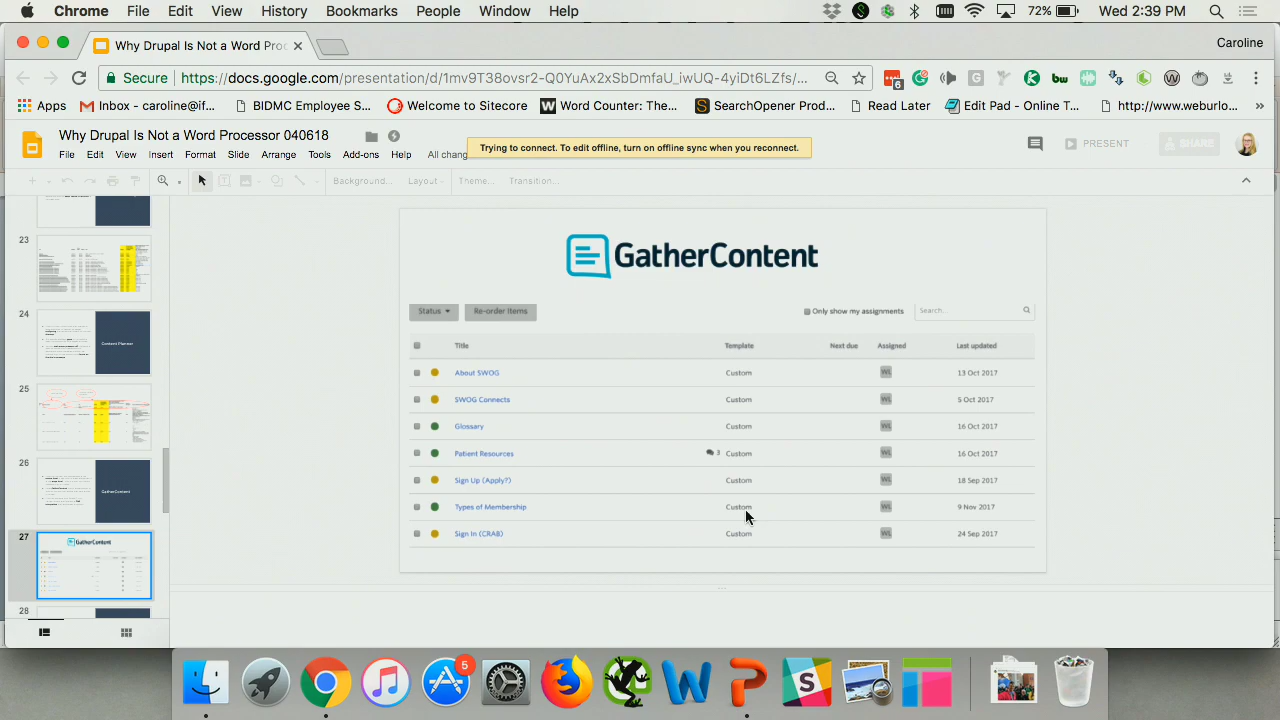 Chrome File Edit View History Bookmarks People Window Help 72% Wed 2:39 PM
Why Drupal Is Not a Word Proc Caroline
Secure https://docs.google.com/presentation/d/1mv9T38ovsr2-Q0YuAx2xSbDmfaU_iwUQ-4yiDt6LZfs/... 6
Apps Inbox - caroline@if... BIDMC Employee S... Welcome to Sitecore Word Counter: The... SearchOpener Prod... Read Later Edit Pad - Online T... http://www.weburlo... »
Why Drupal Is Not a Word Processor 040618
Trying to connect. To edit offline, turn on offline sync when you reconnect.
PRESENT SHARE
File Edit View Insert Format Slide Arrange Tools Add-ons Help All chang
Background... Layout Theme... Transition...
23
24
Content Planner
25
26
GatherContent
27
GatherContent
28
GatherContent
Status Re-order items Only show my assignments Search...
Title Template Next due Assigned Last updated
About SWOG Custom WL 13 Oct 2017
SWOG Connects Custom WL 5 Oct 2017
Glossary Custom WL 16 Oct 2017
Patient Resources 3 Custom WL 16 Oct 2017
Sign Up (Apply?) Custom WL 18 Sep 2017
Types of Membership Custom WL 9 Nov 2017
Sign In (CRAB) Custom WL 24 Sep 2017
5